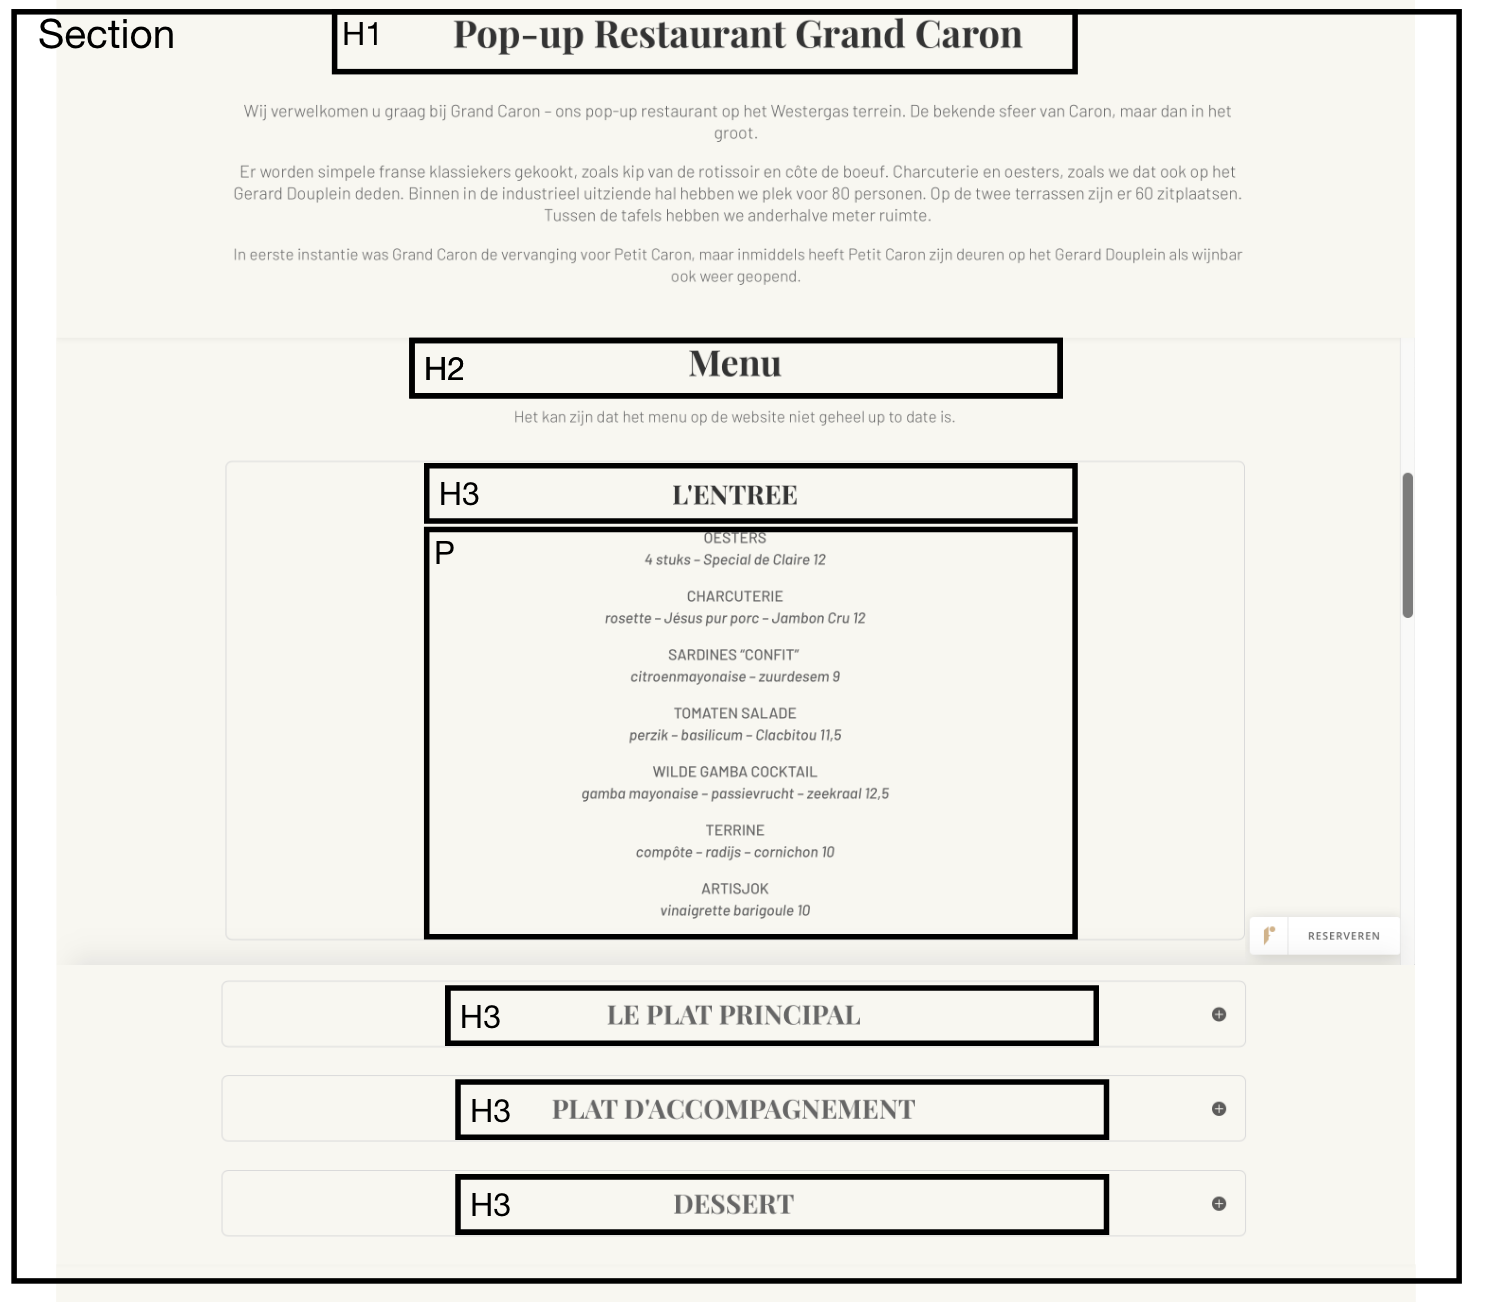 Section
H1
Pop-up Restaurant Grand Caron
Wij verwelkomen u graag bij Grand Caron – ons pop-up restaurant op het Westergas terrein. De bekende sfeer van Caron, maar dan in het
groot.
Er worden simpele franse klassiekers gekookt, zoals kip van de rotissoir en côte de boeuf. Charcuterie en oesters, zoals we dat ook op het
Gerard Douplein deden. Binnen in de industrieel uitziende hal hebben we plek voor 80 personen. Op de twee terrassen zijn er 60 zitplaatsen.
Tussen de tafels hebben we anderhalve meter ruimte.
In eerste instantie was Grand Caron de vervanging voor Petit Caron, maar inmiddels heeft Petit Caron zijn deuren op het Gerard Douplein als wijnbar
ook weer geopend.
H2
Menu
Het kan zijn dat het menu op de website niet geheel up to date is.
H3
L'ENTREE
P
OESTERS
4 stuks – Special de Claire 12
CHARCUTERIE
rosette – Jésus pur porc – Jambon Cru 12
SARDINES "CONFIT"
citroenmayonaise – zuurdesem 9
TOMATEN SALADE
perzik – basilicum – Clacbitou 11,5
WILDE GAMBA COCKTAIL
gamba mayonaise – passievrucht – zeekraal 12,5
TERRINE
compôte – radijs – cornichon 10
ARTISJOK
vinaigrette barigoule 10
RESERVEREN
H3
LE PLAT PRINCIPAL
H3
PLAT D'ACCOMPAGNEMENT
H3
DESSERT